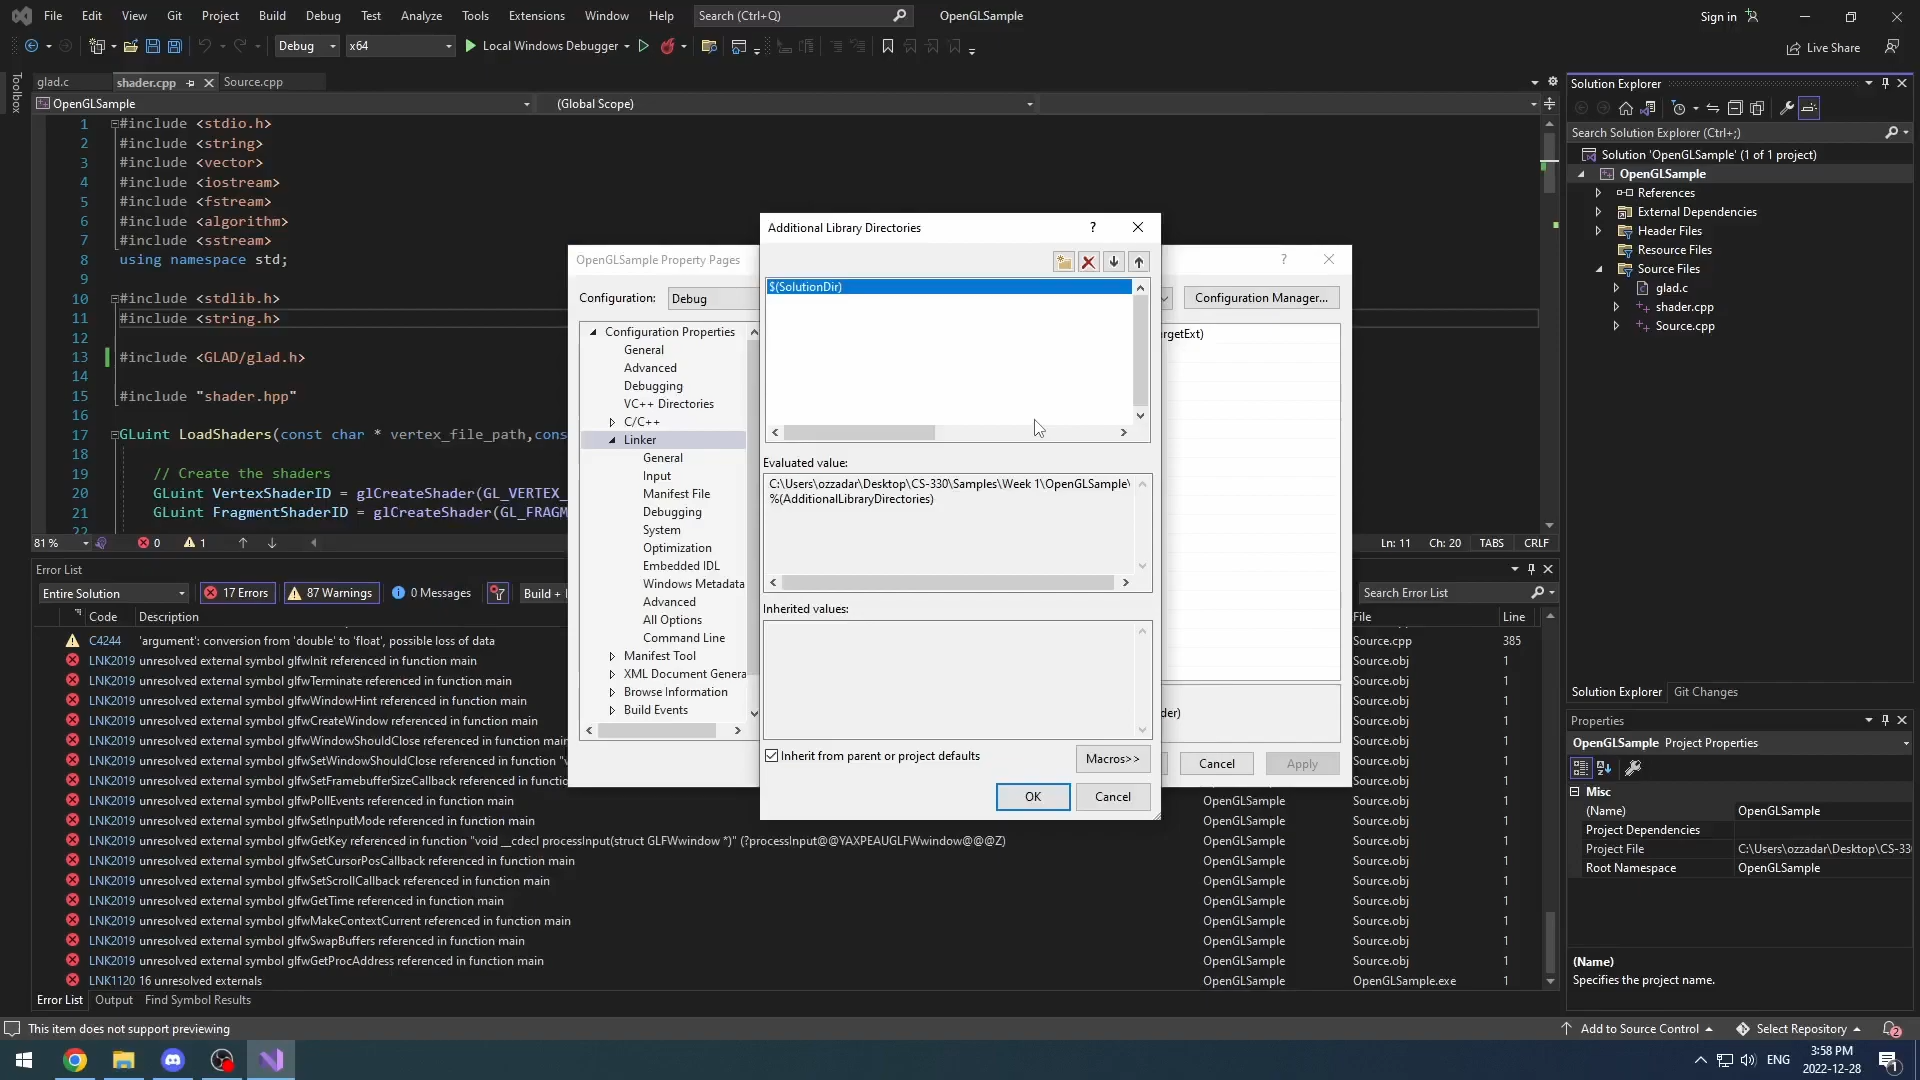 File Edit View Git Project Build Debug Test Analyze Tools Extensions Window Help Search (Ctrl+Q) OpenGLSample Sign in
Debug x64 Local Windows Debugger Live Share
Toolbox
glad.c shader.cpp Source.cpp
OpenGLSample (Global Scope)
1 #include <stdio.h>
2 #include <string>
3 #include <vector>
4 #include <iostream>
5 #include <fstream>
6 #include <algorithm>
7 #include <sstream>
8 using namespace std;
9
10 #include <stdlib.h>
11 #include <string.h>
12
13 #include <GLAD/glad.h>
14
15 #include "shader.hpp"
16
17 GLuint LoadShaders(const char * vertex_file_path,cons
18
19 // Create the shaders
20 GLuint VertexShaderID = glCreateShader(GL_VERTEX_
21 GLuint FragmentShaderID = glCreateShader(GL_FRAGM
22
81 % 0 1 Ln: 11 Ch: 20 TABS CRLF
OpenGLSample Property Pages ?
Configuration: Debug Configuration Manager...
Configuration Properties
General
Advanced
Debugging
VC++ Directories
C/C++
Linker
General
Input
Manifest File
Debugging
System
Optimization
Embedded IDL
Windows Metadata
Advanced
All Options
Command Line
Manifest Tool
XML Document Genera
Browse Information
Build Events
rgetExt)
der)
Cancel Apply
Additional Library Directories ?
$(SolutionDir)
Evaluated value:
C:\Users\ozzadar\Desktop\CS-330\Samples\Week 1\OpenGLSample\
%(AdditionalLibraryDirectories)
Inherited values:
Inherit from parent or project defaults Macros>>
OK Cancel
Error List
Entire Solution 17 Errors 87 Warnings 0 Messages Build + I Search Error List
Code Description File Line
C4244 'argument': conversion from 'double' to 'float', possible loss of data Source.cpp 385
LNK2019 unresolved external symbol glfwInit referenced in function main Source.obj 1
LNK2019 unresolved external symbol glfwTerminate referenced in function main Source.obj 1
LNK2019 unresolved external symbol glfwWindowHint referenced in function main Source.obj 1
LNK2019 unresolved external symbol glfwCreateWindow referenced in function main Source.obj 1
LNK2019 unresolved external symbol glfwWindowShouldClose referenced in function main Source.obj 1
LNK2019 unresolved external symbol glfwSetWindowShouldClose referenced in function "v Source.obj 1
LNK2019 unresolved external symbol glfwSetFramebufferSizeCallback referenced in functio Source.obj 1
LNK2019 unresolved external symbol glfwPollEvents referenced in function main OpenGLSample Source.obj 1
LNK2019 unresolved external symbol glfwSetInputMode referenced in function main OpenGLSample Source.obj 1
LNK2019 unresolved external symbol glfwGetKey referenced in function "void __cdecl processInput(struct GLFWwindow *)" (?processInput@@YAXPEAUGLFWwindow@@@Z) OpenGLSample Source.obj 1
LNK2019 unresolved external symbol glfwSetCursorPosCallback referenced in function main OpenGLSample Source.obj 1
LNK2019 unresolved external symbol glfwSetScrollCallback referenced in function main OpenGLSample Source.obj 1
LNK2019 unresolved external symbol glfwGetTime referenced in function main OpenGLSample Source.obj 1
LNK2019 unresolved external symbol glfwMakeContextCurrent referenced in function main OpenGLSample Source.obj 1
LNK2019 unresolved external symbol glfwSwapBuffers referenced in function main OpenGLSample Source.obj 1
LNK2019 unresolved external symbol glfwGetProcAddress referenced in function main OpenGLSample Source.obj 1
LNK1120 16 unresolved externals OpenGLSample OpenGLSample.exe 1
Error List Output Find Symbol Results
Solution Explorer
Search Solution Explorer (Ctrl+;)
Solution 'OpenGLSample' (1 of 1 project)
OpenGLSample
References
External Dependencies
Header Files
Resource Files
Source Files
glad.c
shader.cpp
Source.cpp
Solution Explorer Git Changes
Properties
OpenGLSample Project Properties
Misc
(Name) OpenGLSample
Project Dependencies
Project File C:\Users\ozzadar\Desktop\CS-33
Root Namespace OpenGLSample
(Name)
Specifies the project name.
This item does not support previewing Add to Source Control Select Repository 2
ENG 3:58 PM
2022-12-28 1